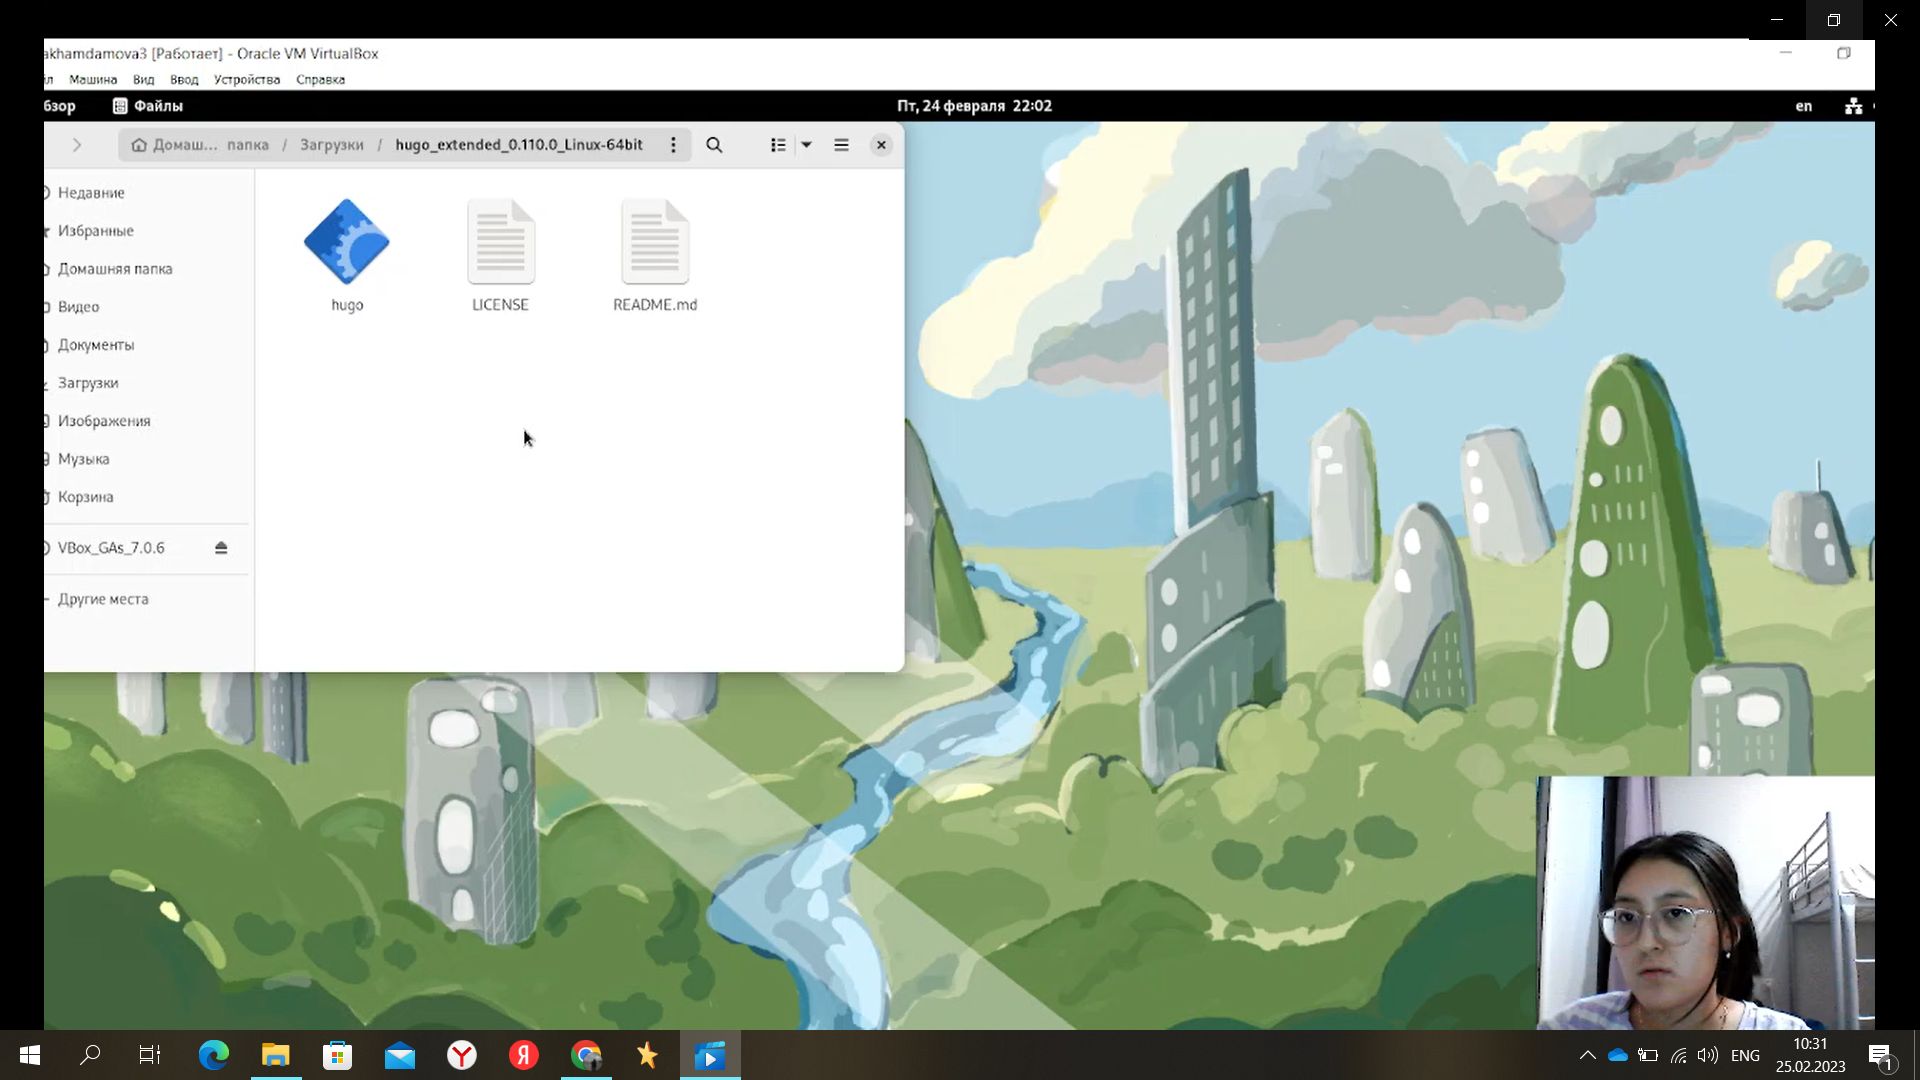 akhamdamova3 [Работает] - Oracle VM VirtualBox
йл Машина Вид Ввод Устройства Справка
бзор Файлы Пт, 24 февраля 22:02 en
Домаш... папка / Загрузки / hugo_extended_0.110.0_Linux-64bit
Недавние
Избранные
Домашняя папка
Видео
Документы
Загрузки
Изображения
Музыка
Корзина
VBox_GAs_7.0.6
Другие места
hugo LICENSE README.md
ENG
10:31
25.02.2023
1